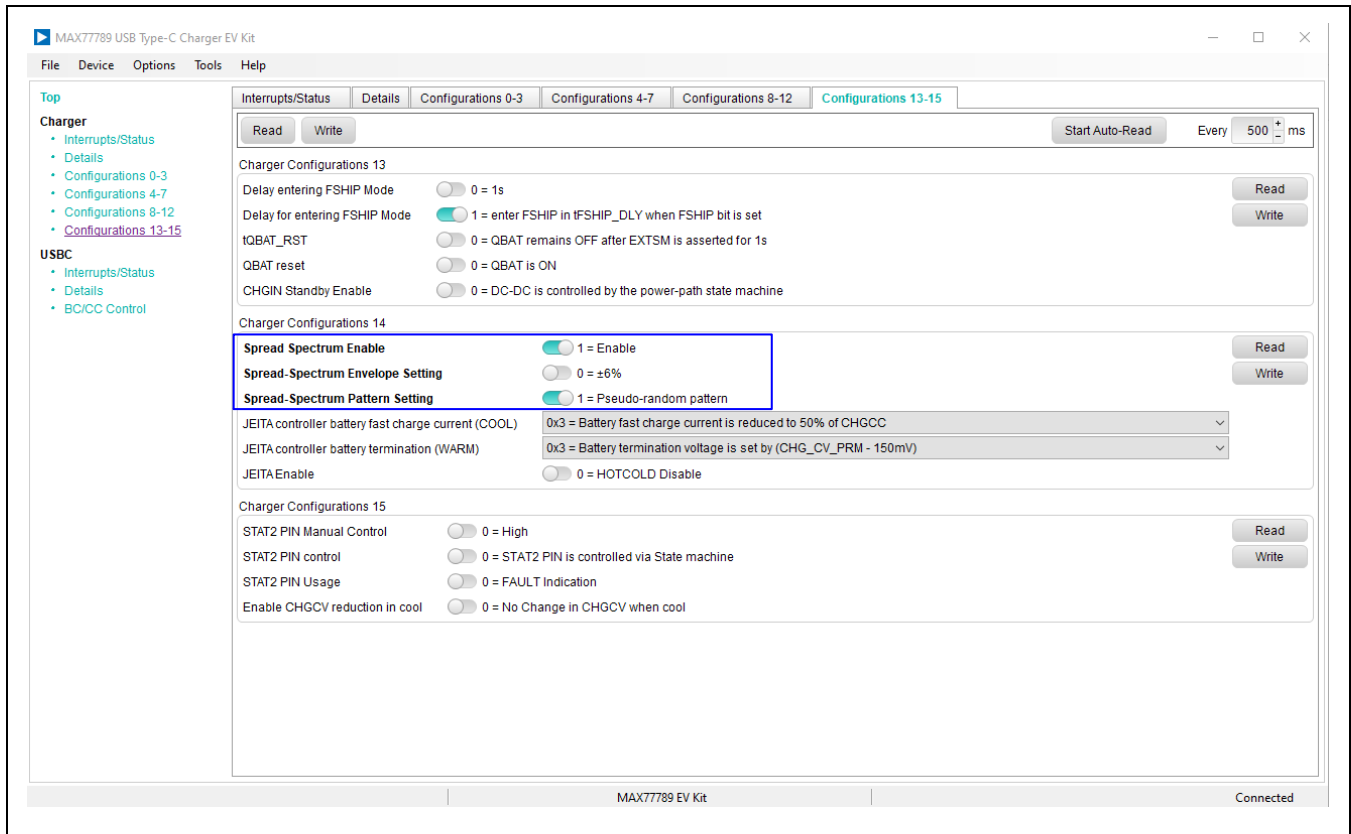 MAX77789 USB Type-C Charger EV Kit
File Device Options Tools Help
Top
Charger
• Interrupts/Status
• Details
• Configurations 0-3
• Configurations 4-7
• Configurations 8-12
• Configurations 13-15
USBC
• Interrupts/Status
• Details
• BC/CC Control
Interrupts/Status Details Configurations 0-3 Configurations 4-7 Configurations 8-12 Configurations 13-15
Read Write Start Auto-Read Every 500 + - ms
Charger Configurations 13
Delay entering FSHIP Mode 0 = 1s Read
Delay for entering FSHIP Mode 1 = enter FSHIP in tFSHIP_DLY when FSHIP bit is set Write
tQBAT_RST 0 = QBAT remains OFF after EXTSM is asserted for 1s
QBAT reset 0 = QBAT is ON
CHGIN Standby Enable 0 = DC-DC is controlled by the power-path state machine
Charger Configurations 14
Spread Spectrum Enable 1 = Enable Read
Spread-Spectrum Envelope Setting 0 = ±6% Write
Spread-Spectrum Pattern Setting 1 = Pseudo-random pattern
JEITA controller battery fast charge current (COOL) 0x3 = Battery fast charge current is reduced to 50% of CHGCC
JEITA controller battery termination (WARM) 0x3 = Battery termination voltage is set by (CHG_CV_PRM - 150mV)
JEITA Enable 0 = HOTCOLD Disable
Charger Configurations 15
STAT2 PIN Manual Control 0 = High Read
STAT2 PIN control 0 = STAT2 PIN is controlled via State machine Write
STAT2 PIN Usage 0 = FAULT Indication
Enable CHGCV reduction in cool 0 = No Change in CHGCV when cool
MAX77789 EV Kit Connected